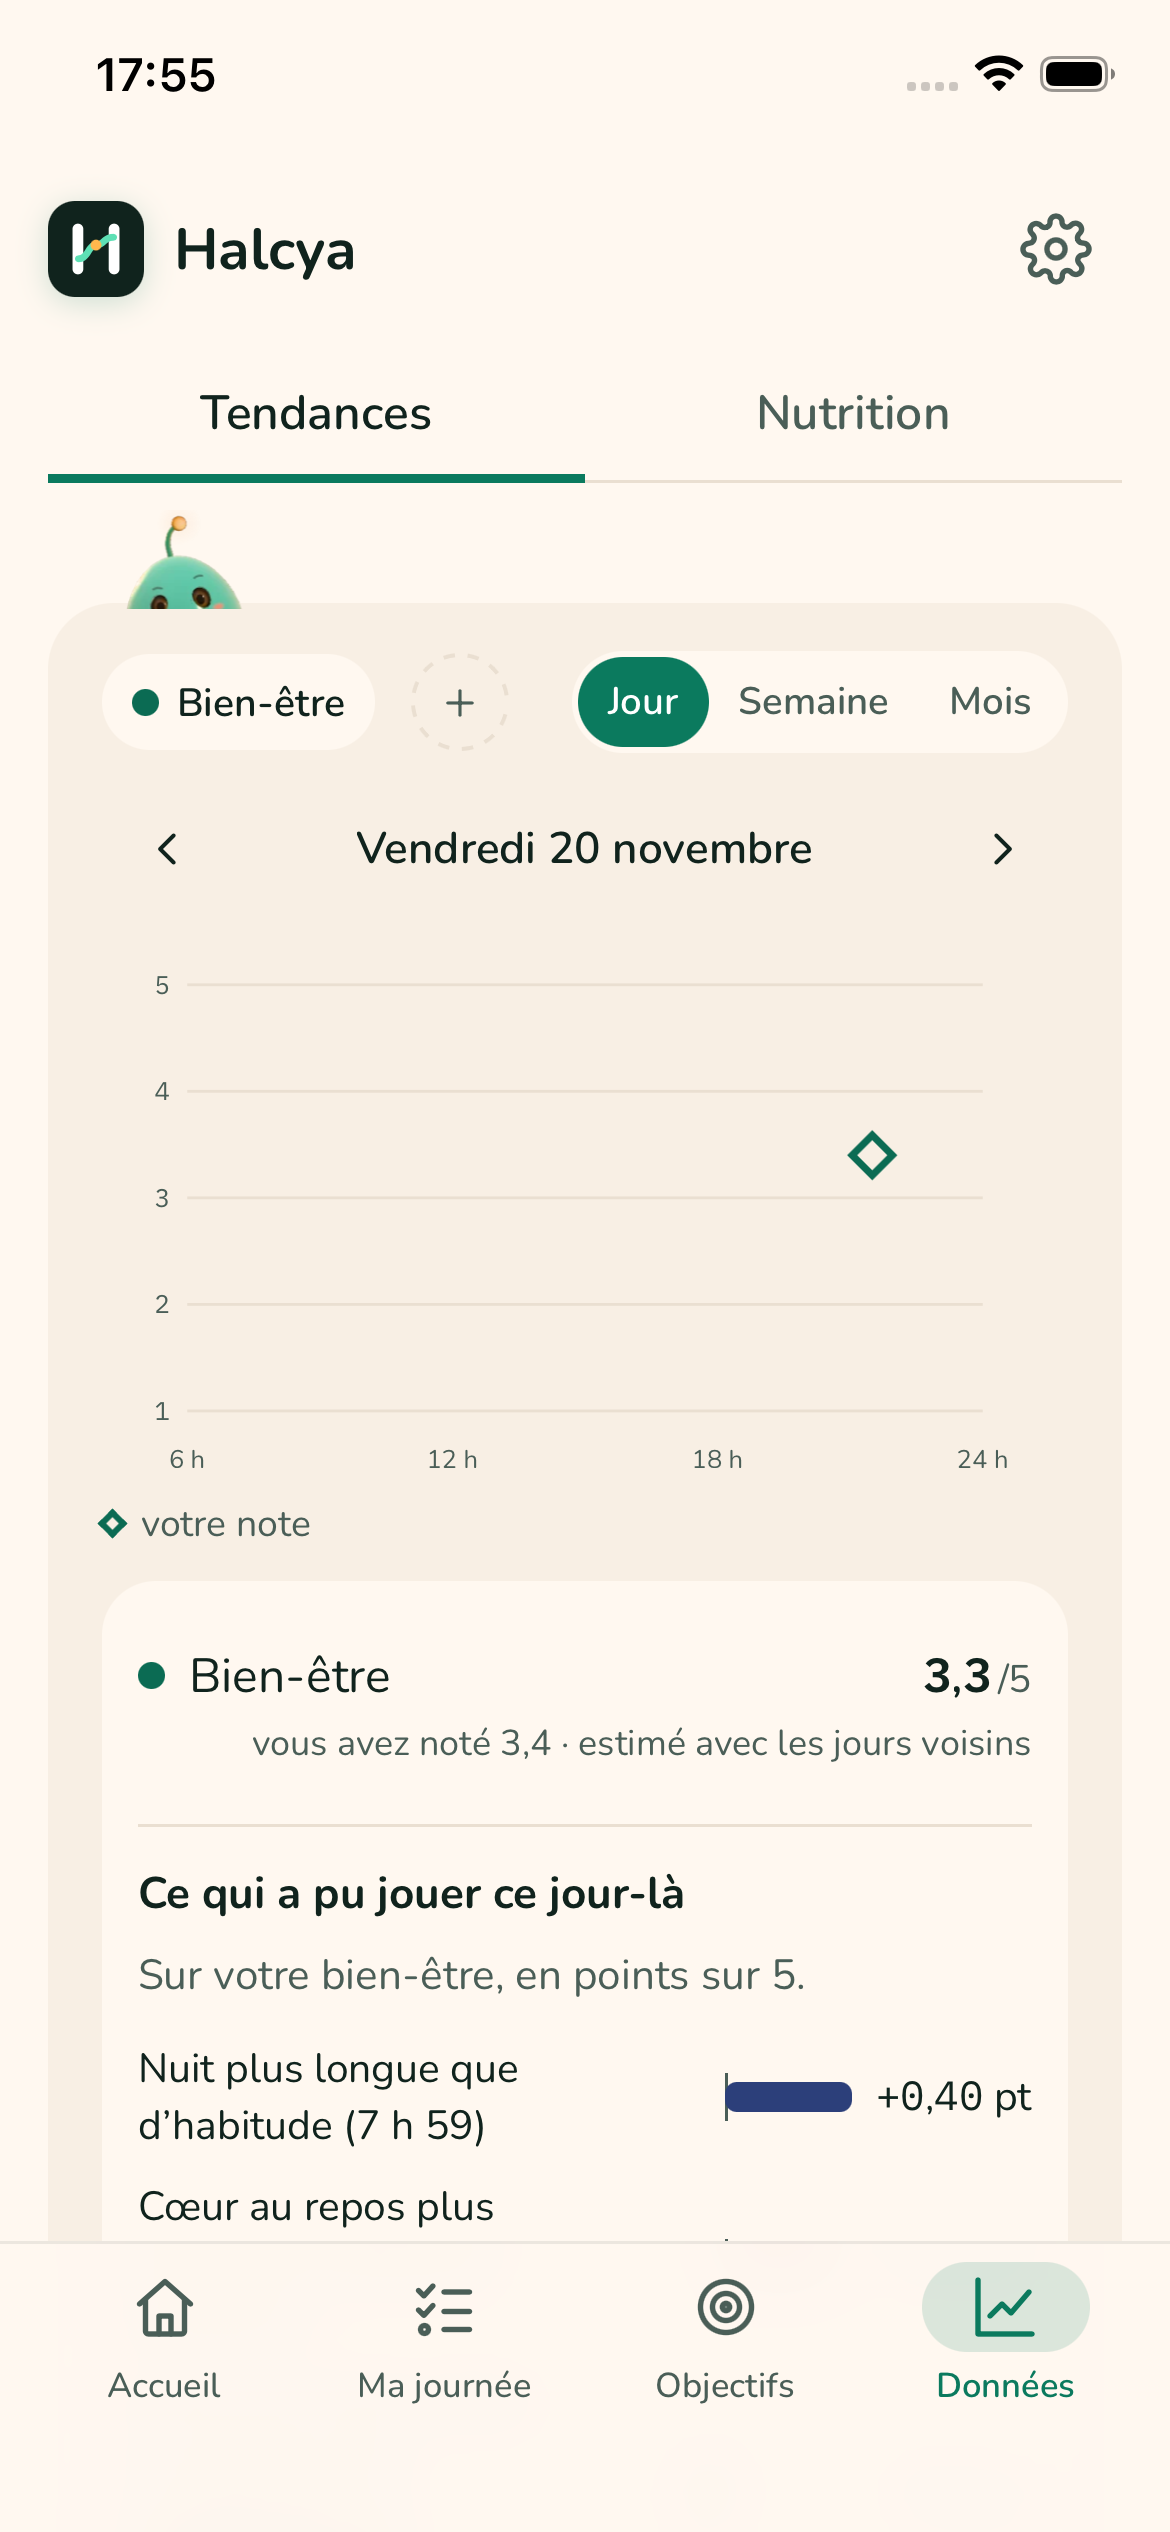 17:55
Halcya
Tendances
Nutrition
Bien-être
+
Jour
Semaine
Mois
Vendredi 20 novembre
5
4
3
2
1
6 h
12 h
18 h
24 h
votre note
Bien-être
3,3 /5
vous avez noté 3,4 · estimé avec les jours voisins
Ce qui a pu jouer ce jour-là
Sur votre bien-être, en points sur 5.
Nuit plus longue que
d’habitude (7 h 59)
+0,40 pt
Cœur au repos plus
Accueil
Ma journée
Objectifs
Données